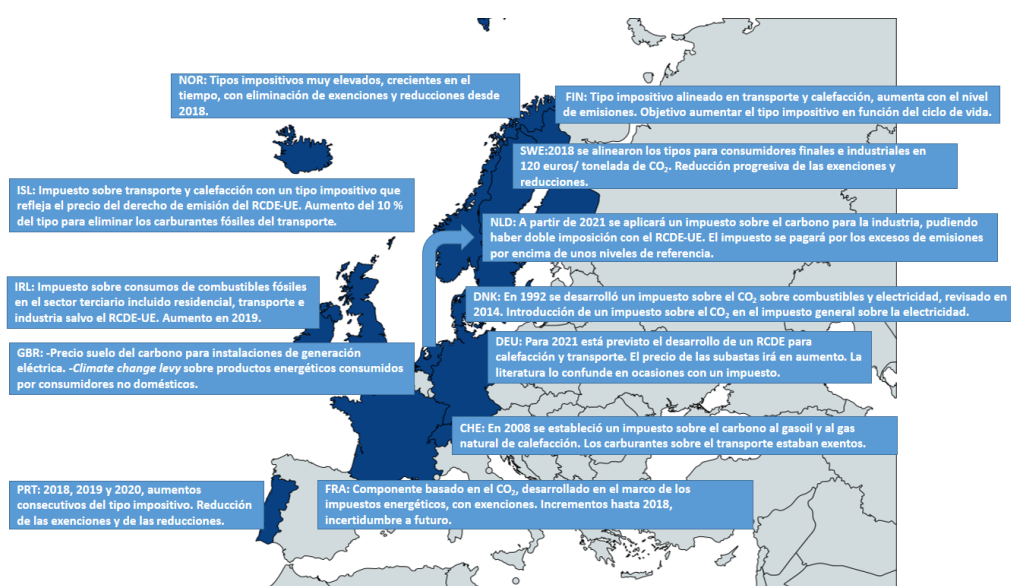 NOR: Tipos impositivos muy elevados, crecientes en el
tiempo, con eliminación de exenciones y reducciones desde
2018.
FIN: Tipo impositivo alineado en transporte y calefacción, aumenta con el nivel
de emisiones. Objetivo aumentar el tipo impositivo en función del ciclo de vida.
SWE:2018 se alinearon los tipos para consumidores finales e industriales en
120 euros/ tonelada de CO₂. Reducción progresiva de las exenciones y
reducciones.
ISL: Impuesto sobre transporte y calefacción con un tipo impositivo que
refleja el precio del derecho de emisión del RCDE-UE. Aumento del 10 %
del tipo para eliminar los carburantes fósiles del transporte.
NLD: A partir de 2021 se aplicará un impuesto sobre el carbono para la industria, pudiendo
haber doble imposición con el RCDE-UE. El impuesto se pagará por los excesos de emisiones
por encima de unos niveles de referencia.
IRL: Impuesto sobre consumos de combustibles fósiles
en el sector terciario incluido residencial, transporte e
industria salvo el RCDE-UE. Aumento en 2019.
DNK: En 1992 se desarrolló un impuesto sobre el CO₂ sobre combustibles y electricidad, revisado en
2014. Introducción de un impuesto sobre el CO₂ en el impuesto general sobre la electricidad.
GBR: -Precio suelo del carbono para instalaciones de generación
eléctrica. -Climate change levy sobre productos energéticos consumidos
por consumidores no domésticos.
DEU: Para 2021 está previsto el desarrollo de un RCDE para
calefacción y transporte. El precio de las subastas irá en aumento. La
literatura lo confunde en ocasiones con un impuesto.
CHE: En 2008 se estableció un impuesto sobre el carbono al gasoil y al gas
natural de calefacción. Los carburantes sobre el transporte estaban exentos.
PRT: 2018, 2019 y 2020, aumentos
consecutivos del tipo impositivo. Reducción
de las exenciones y de las reducciones.
FRA: Componente basado en el CO₂, desarrollado en el marco de los
impuestos energéticos, con exenciones. Incrementos hasta 2018,
incertidumbre a futuro.